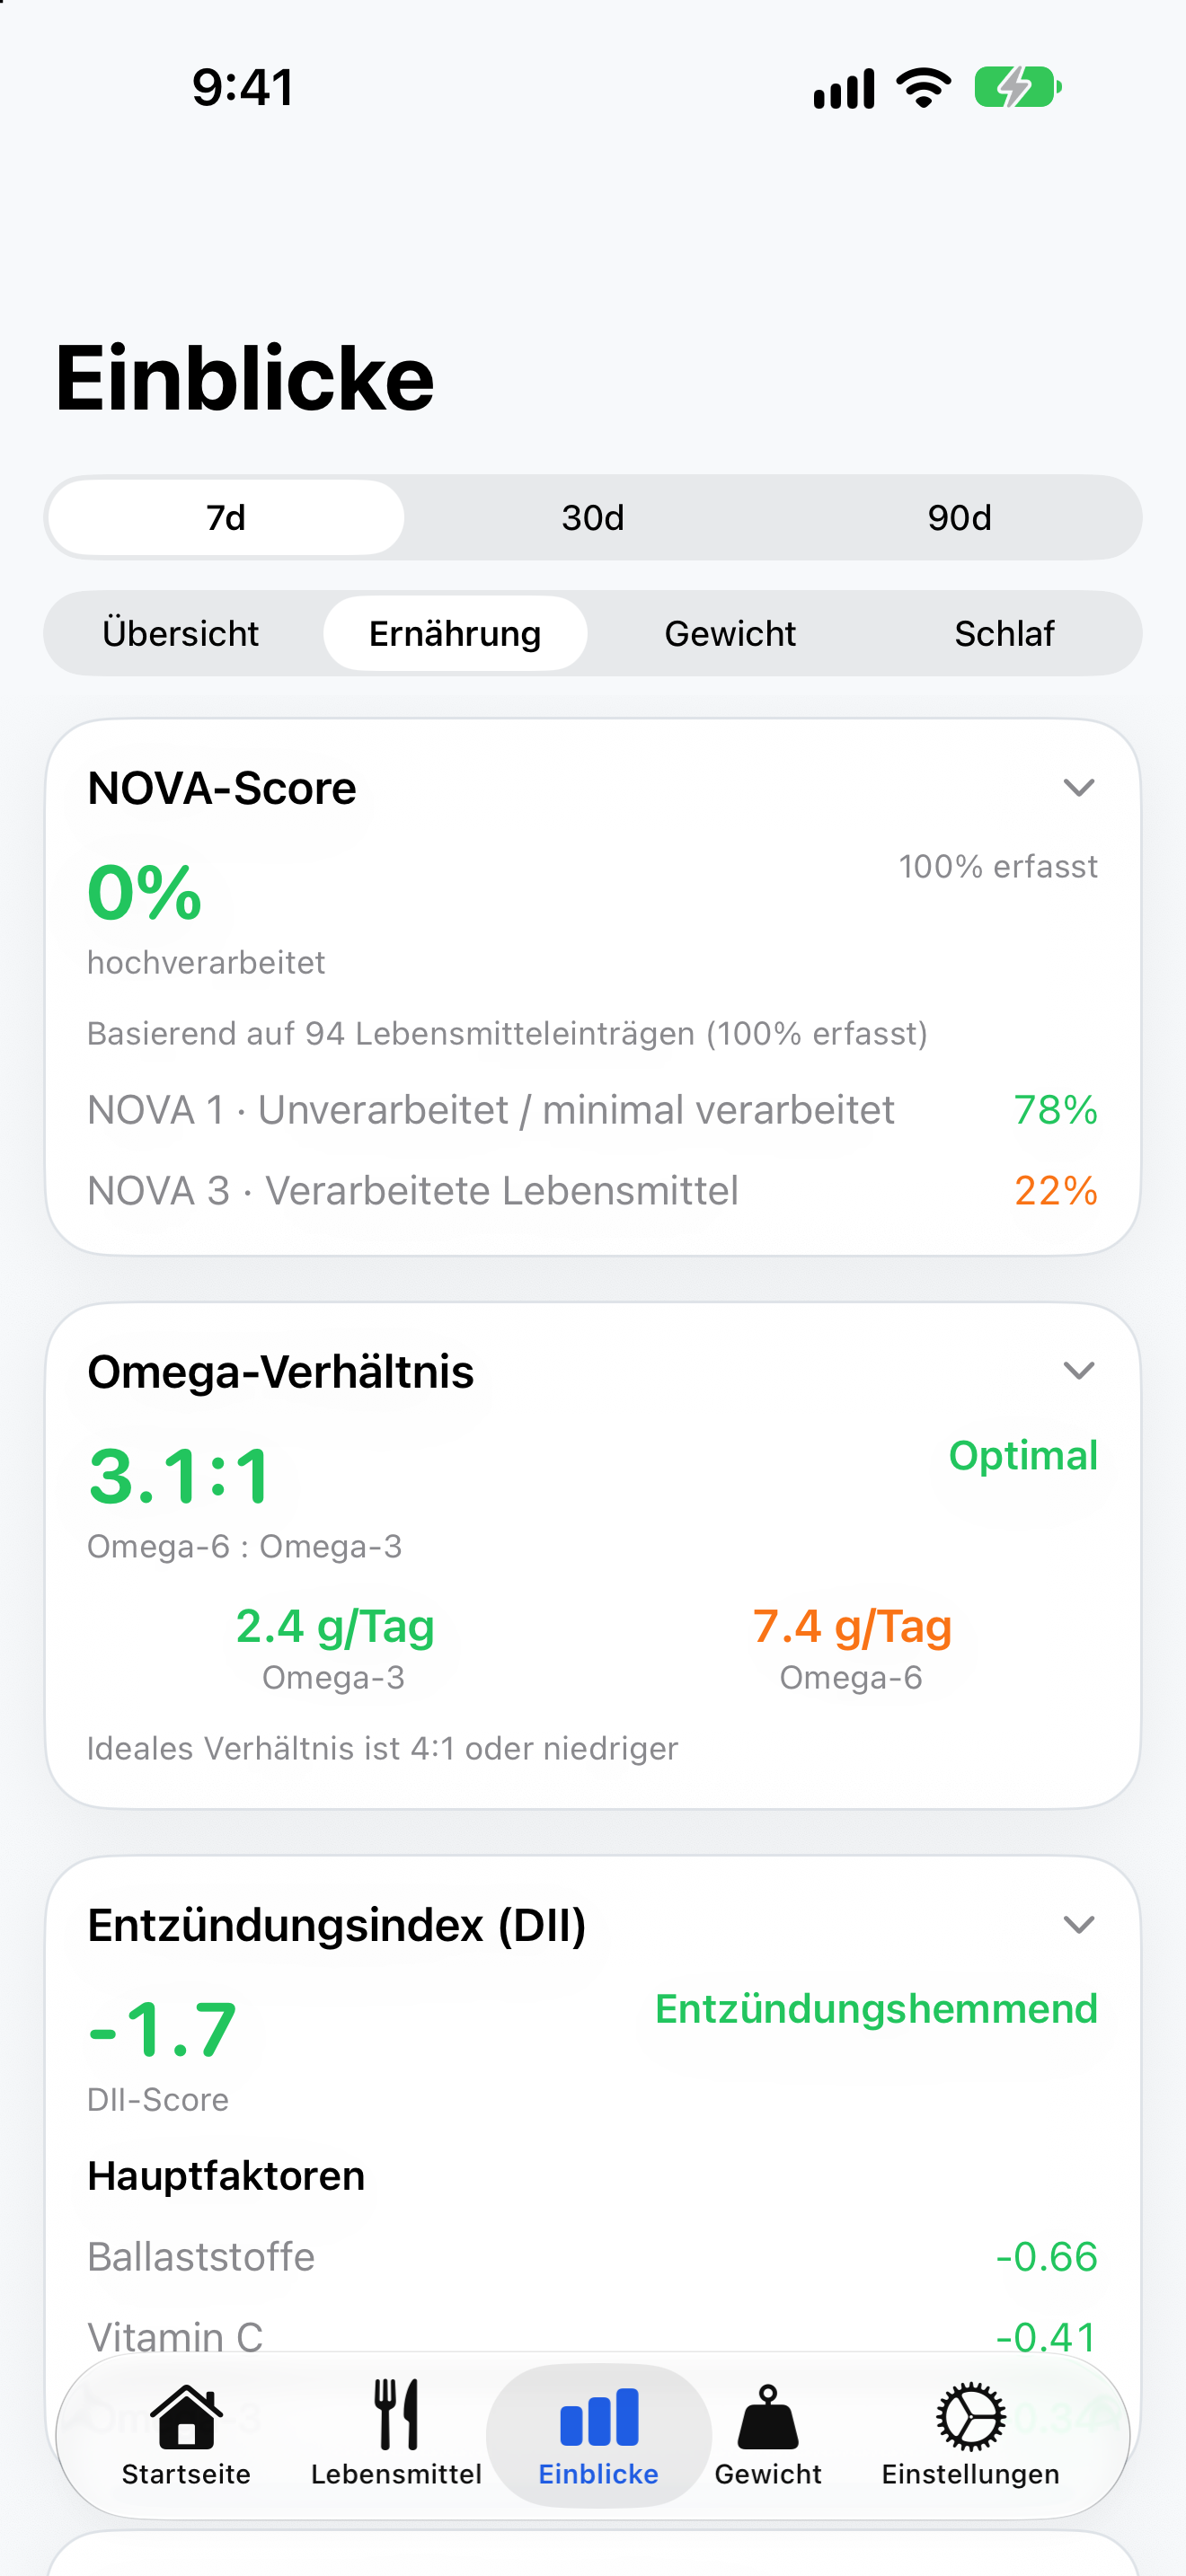 9:41
Einblicke
7d 30d 90d
Übersicht Ernährung Gewicht Schlaf
NOVA-Score
0% 100% erfasst
hochverarbeitet
Basierend auf 94 Lebensmitteleinträgen (100% erfasst)
NOVA 1 · Unverarbeitet / minimal verarbeitet 78%
NOVA 3 · Verarbeitete Lebensmittel 22%
Omega-Verhältnis
3.1:1 Optimal
Omega-6 : Omega-3
2.4 g/Tag 7.4 g/Tag
Omega-3 Omega-6
Ideales Verhältnis ist 4:1 oder niedriger
Entzündungsindex (DII)
-1.7 Entzündungshemmend
DII-Score
Hauptfaktoren
Ballaststoffe -0.66
Vitamin C -0.41
Startseite Lebensmittel Einblicke Gewicht Einstellungen